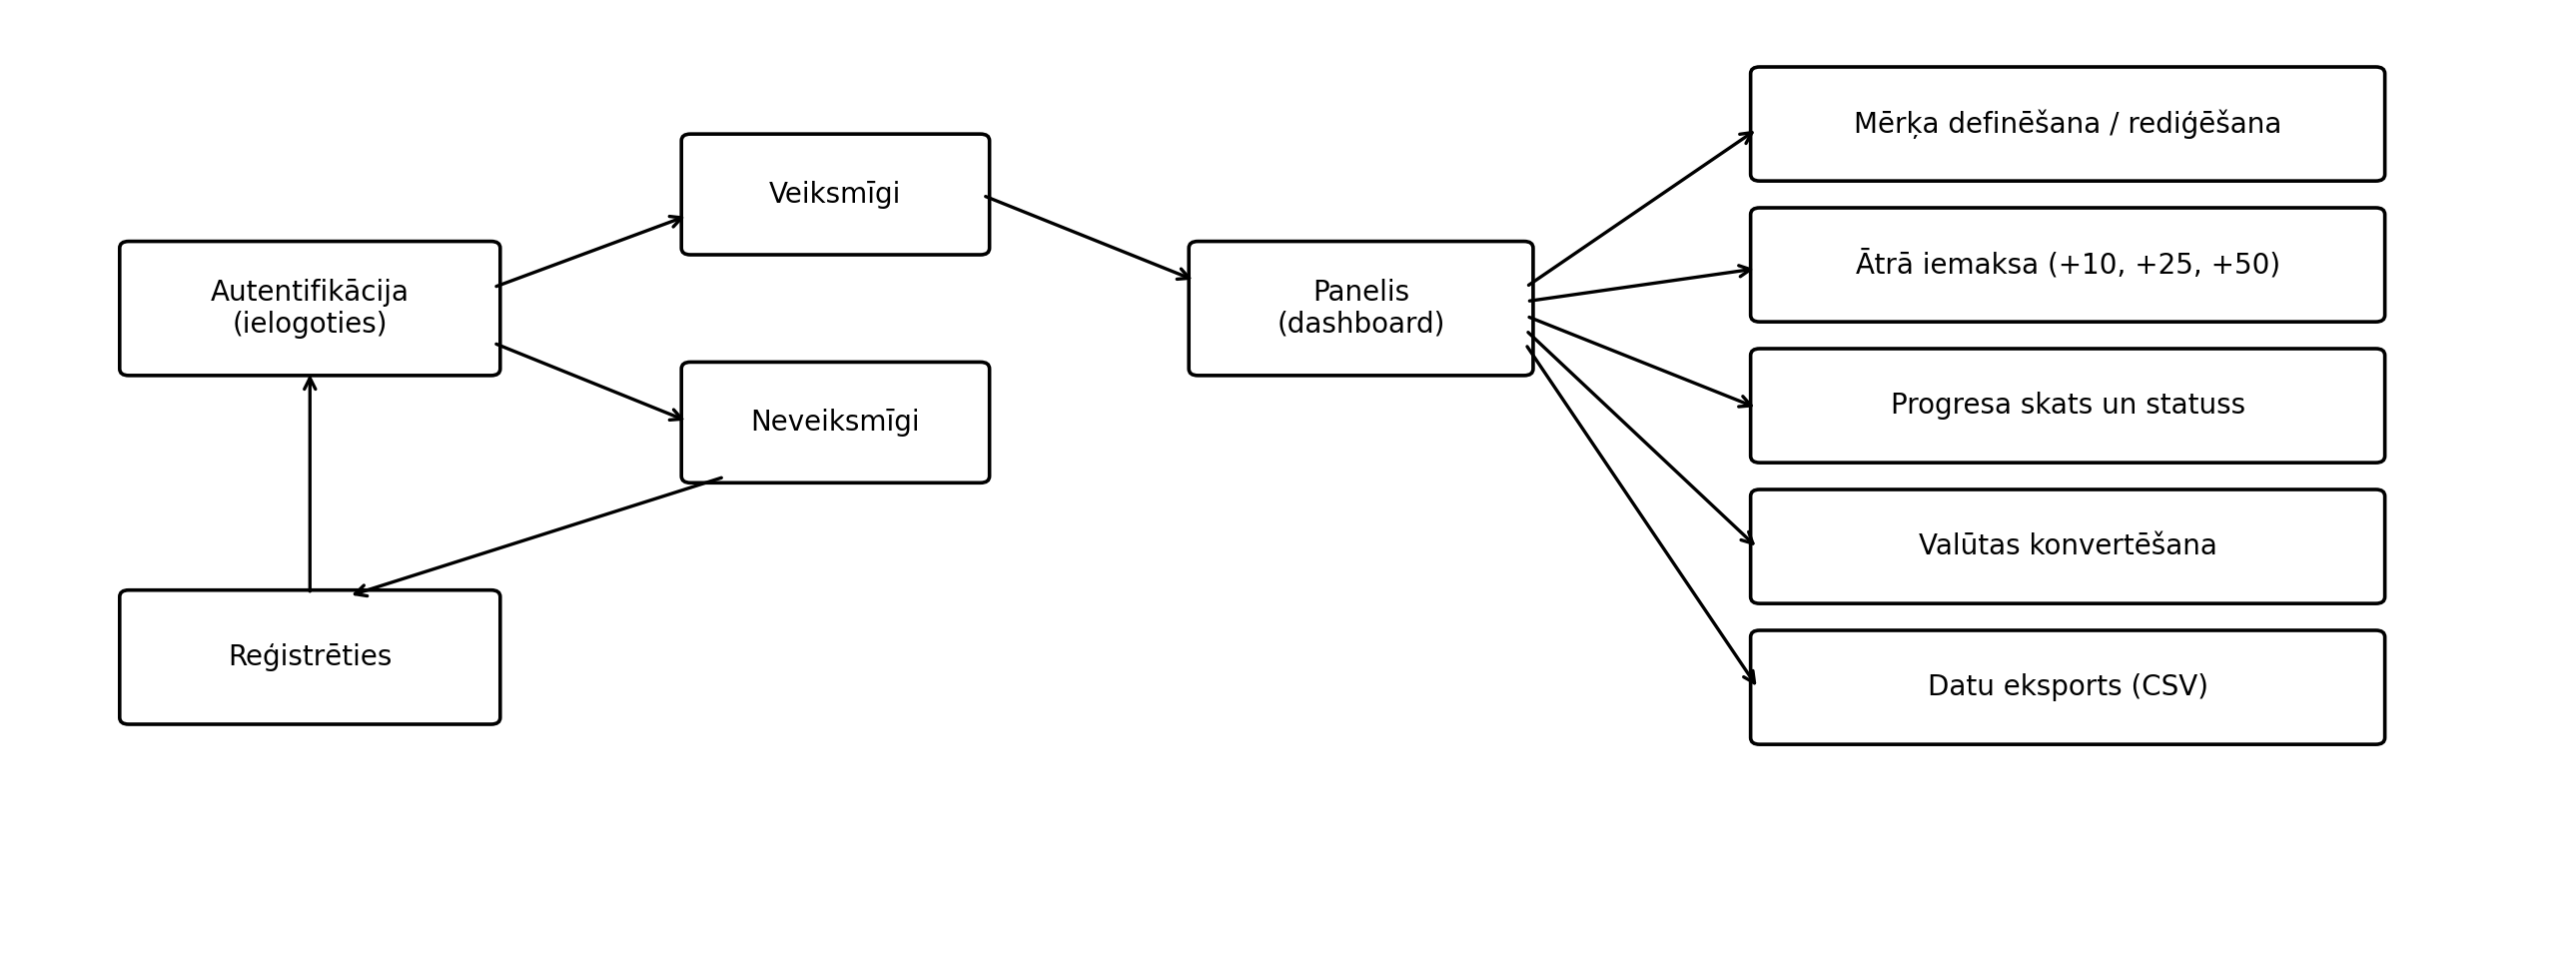 Autentifikācija
(ielogoties)
Reģistrēties
Veiksmīgi
Neveiksmīgi
Panelis
(dashboard)
Mērķa definēšana / rediģēšana
Ātrā iemaksa (+10, +25, +50)
Progresa skats un statuss
Valūtas konvertēšana
Datu eksports (CSV)